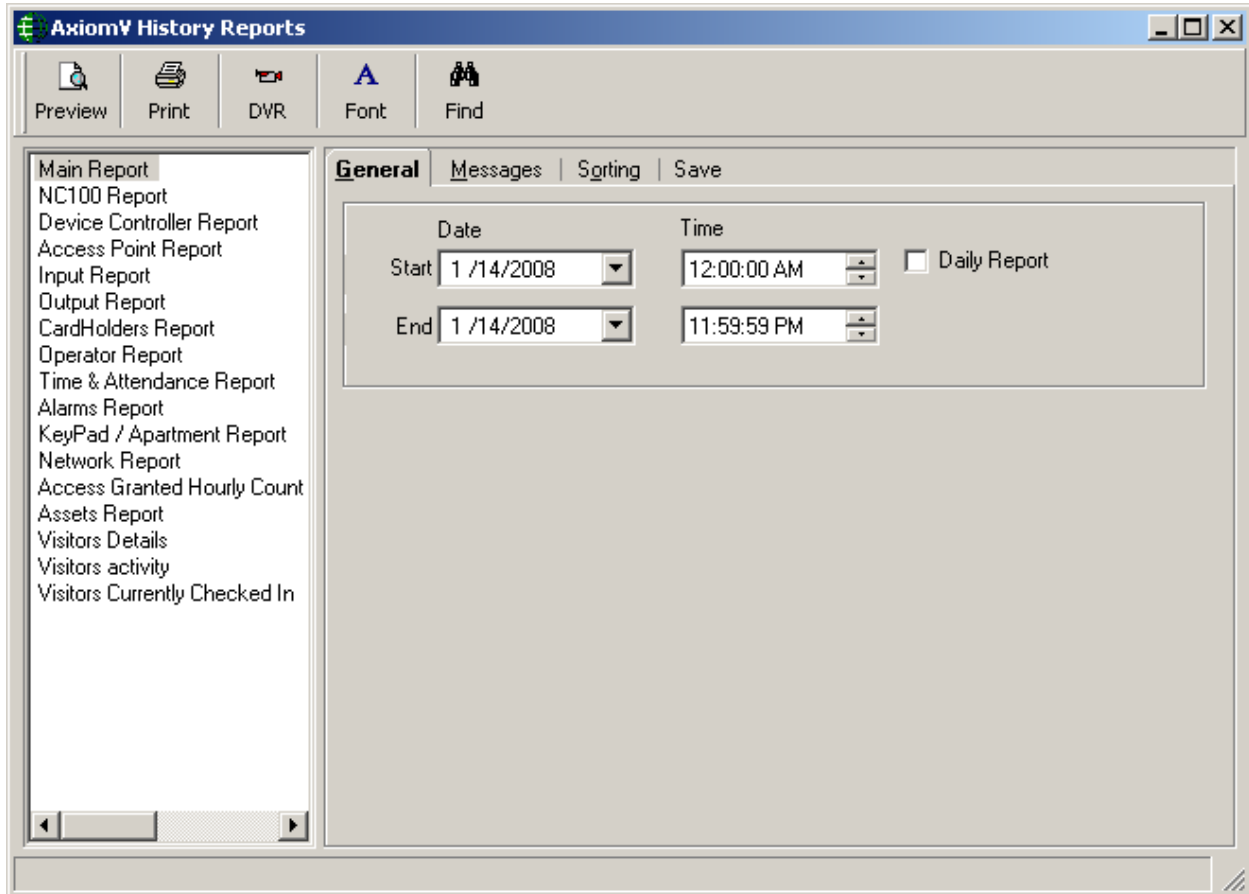 AxiomV History Reports
Preview Print DVR Font Find
Main Report
NC100 Report
Device Controller Report
Access Point Report
Input Report
Output Report
CardHolders Report
Operator Report
Time & Attendance Report
Alarms Report
KeyPad / Apartment Report
Network Report
Access Granted Hourly Count
Assets Report
Visitors Details
Visitors activity
Visitors Currently Checked In
General Messages | Sorting | Save
Date Time
Start 1 /14/2008 12:00:00 AM Daily Report
End 1 /14/2008 11:59:59 PM